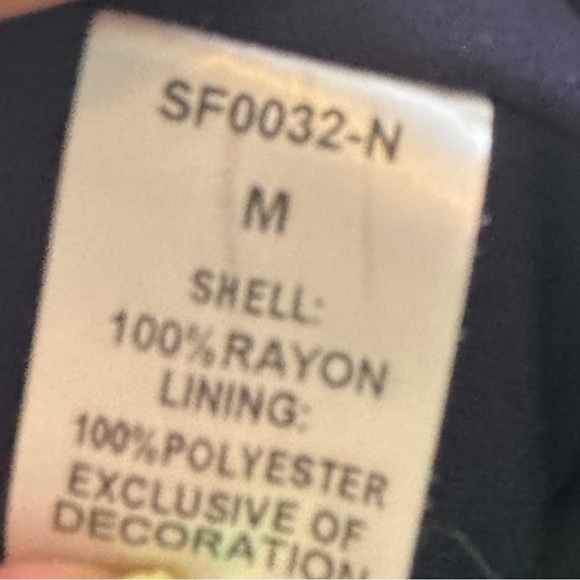 SF0032-N
M
SHELL:
100%RAYON
LINING:
100%POLYESTER
EXCLUSIVE OF
DECORATION